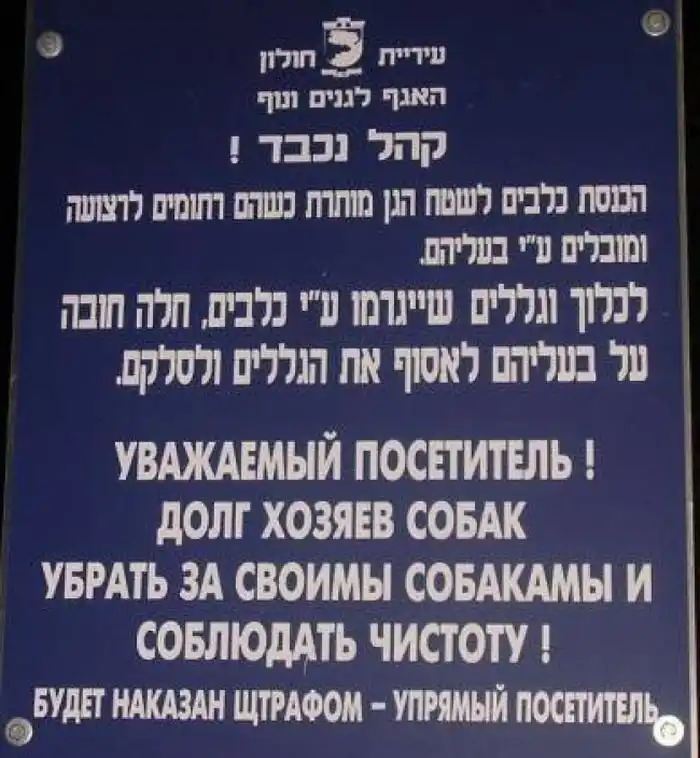 עיריית חולון
האגף לגנים ונוף
קהל נכבד !
הכנסת כלבים לשטח הגן מותרת כשהם רתומים לרצועה
ומובלים ע"י בעליהם.
לכלוך וגללים שייגרמו ע"י כלבים, חלה חובה
על בעליהם לאסוף את הגללים ולסלקם.
УВАЖАЕМЫЙ ПОСЕТИТЕЛЬ !
ДОЛГ ХОЗЯЕВ СОБАК
УБРАТЬ ЗА СВОИМЫ СОБАКАМЫ И
СОБЛЮДАТЬ ЧИСТОТУ !
БУДЕТ НАКАЗАН ЩТРАФОМ – УПРЯМЫЙ ПОСЕТИТЕЛЬ